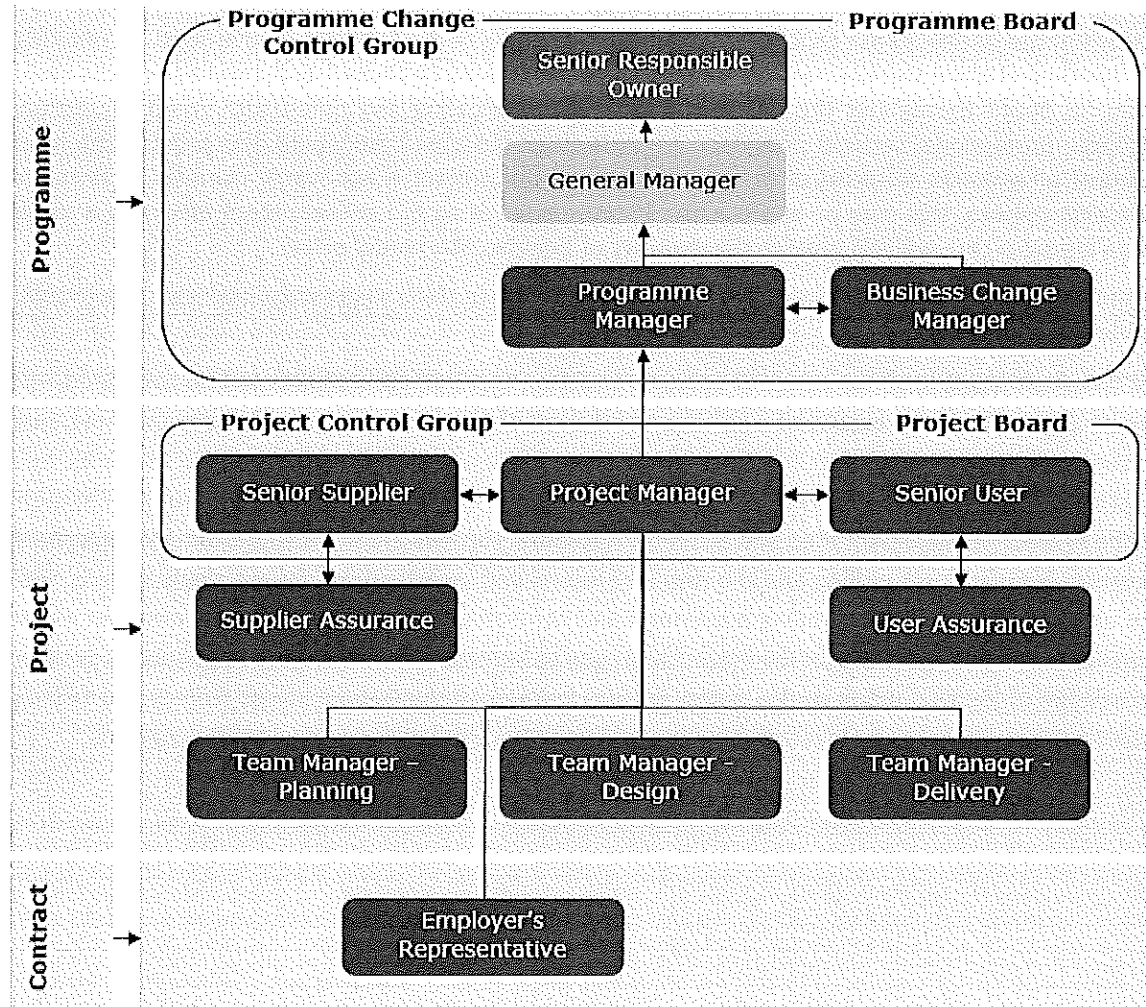 Programme Change
Control Group
Programme Board
Senior Responsible
Owner
General Manager
Programme
Programme
Manager
Business Change
Manager
Project Control Group
Project Board
Senior Supplier
Project Manager
Senior User
Supplier Assurance
User Assurance
Project
Team Manager –
Planning
Team Manager -
Design
Team Manager -
Delivery
Contract
Employer's
Representative